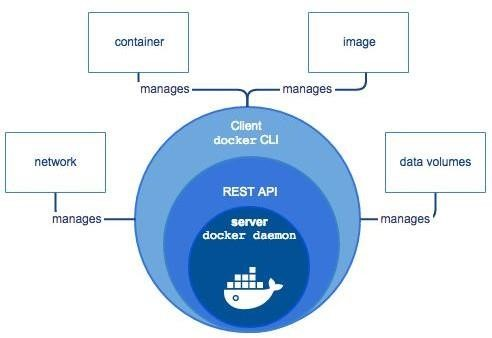 container
image
manages
manages
Client
docker CLI
network
data volumes
REST API
manages
server
manages
docker daemon